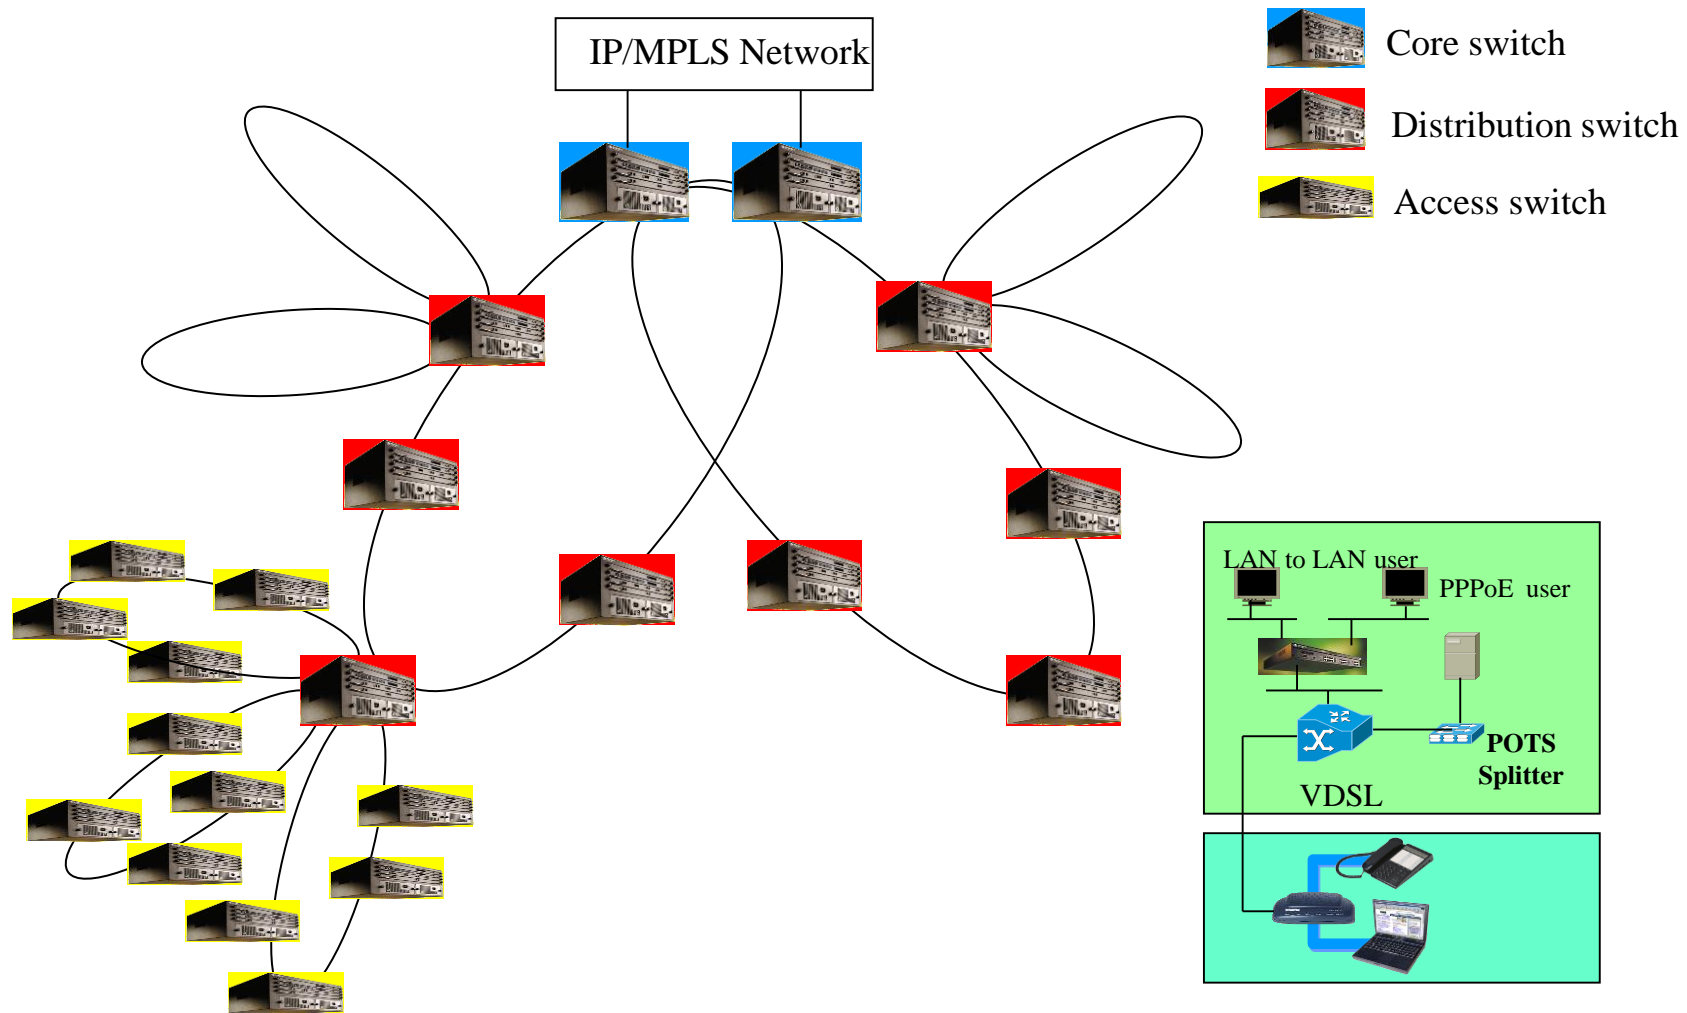 IP/MPLS Network
Core switch
Distribution switch
Access switch
LAN to LAN user
PPPoE user
POTS
Splitter
VDSL